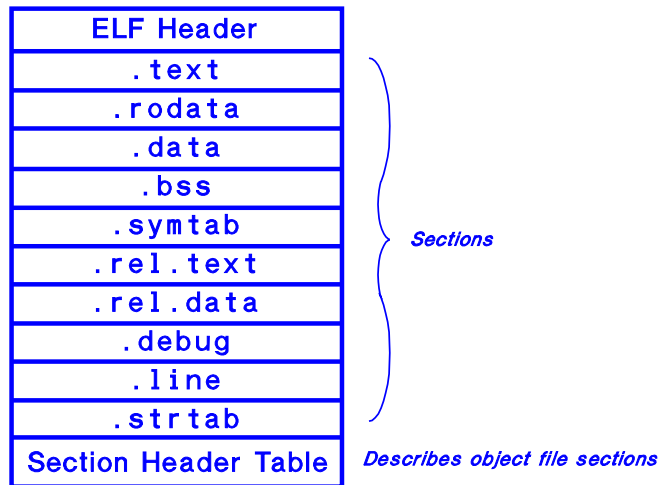 ELF Header
.text
.rodata
.data
.bss
.symtab
.rel.text
.rel.data
.debug
.line
.strtab
Sections
Section Header Table
Describes object file sections